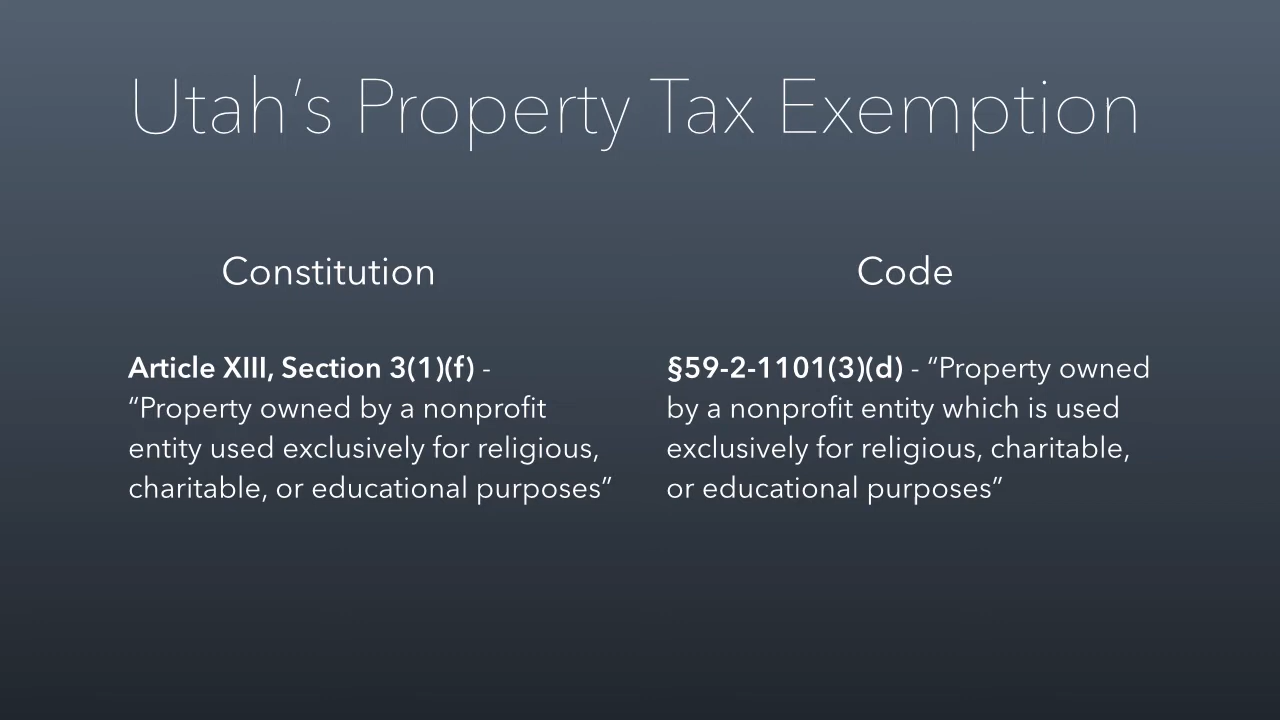 Utah’s Property Tax Exemption
Constitution
Article XIII, Section 3(1)(f) -
“Property owned by a nonprofit
entity used exclusively for religious,
charitable, or educational purposes”
Code
§59-2-1101(3)(d) - “Property owned
by a nonprofit entity which is used
exclusively for religious, charitable,
or educational purposes”